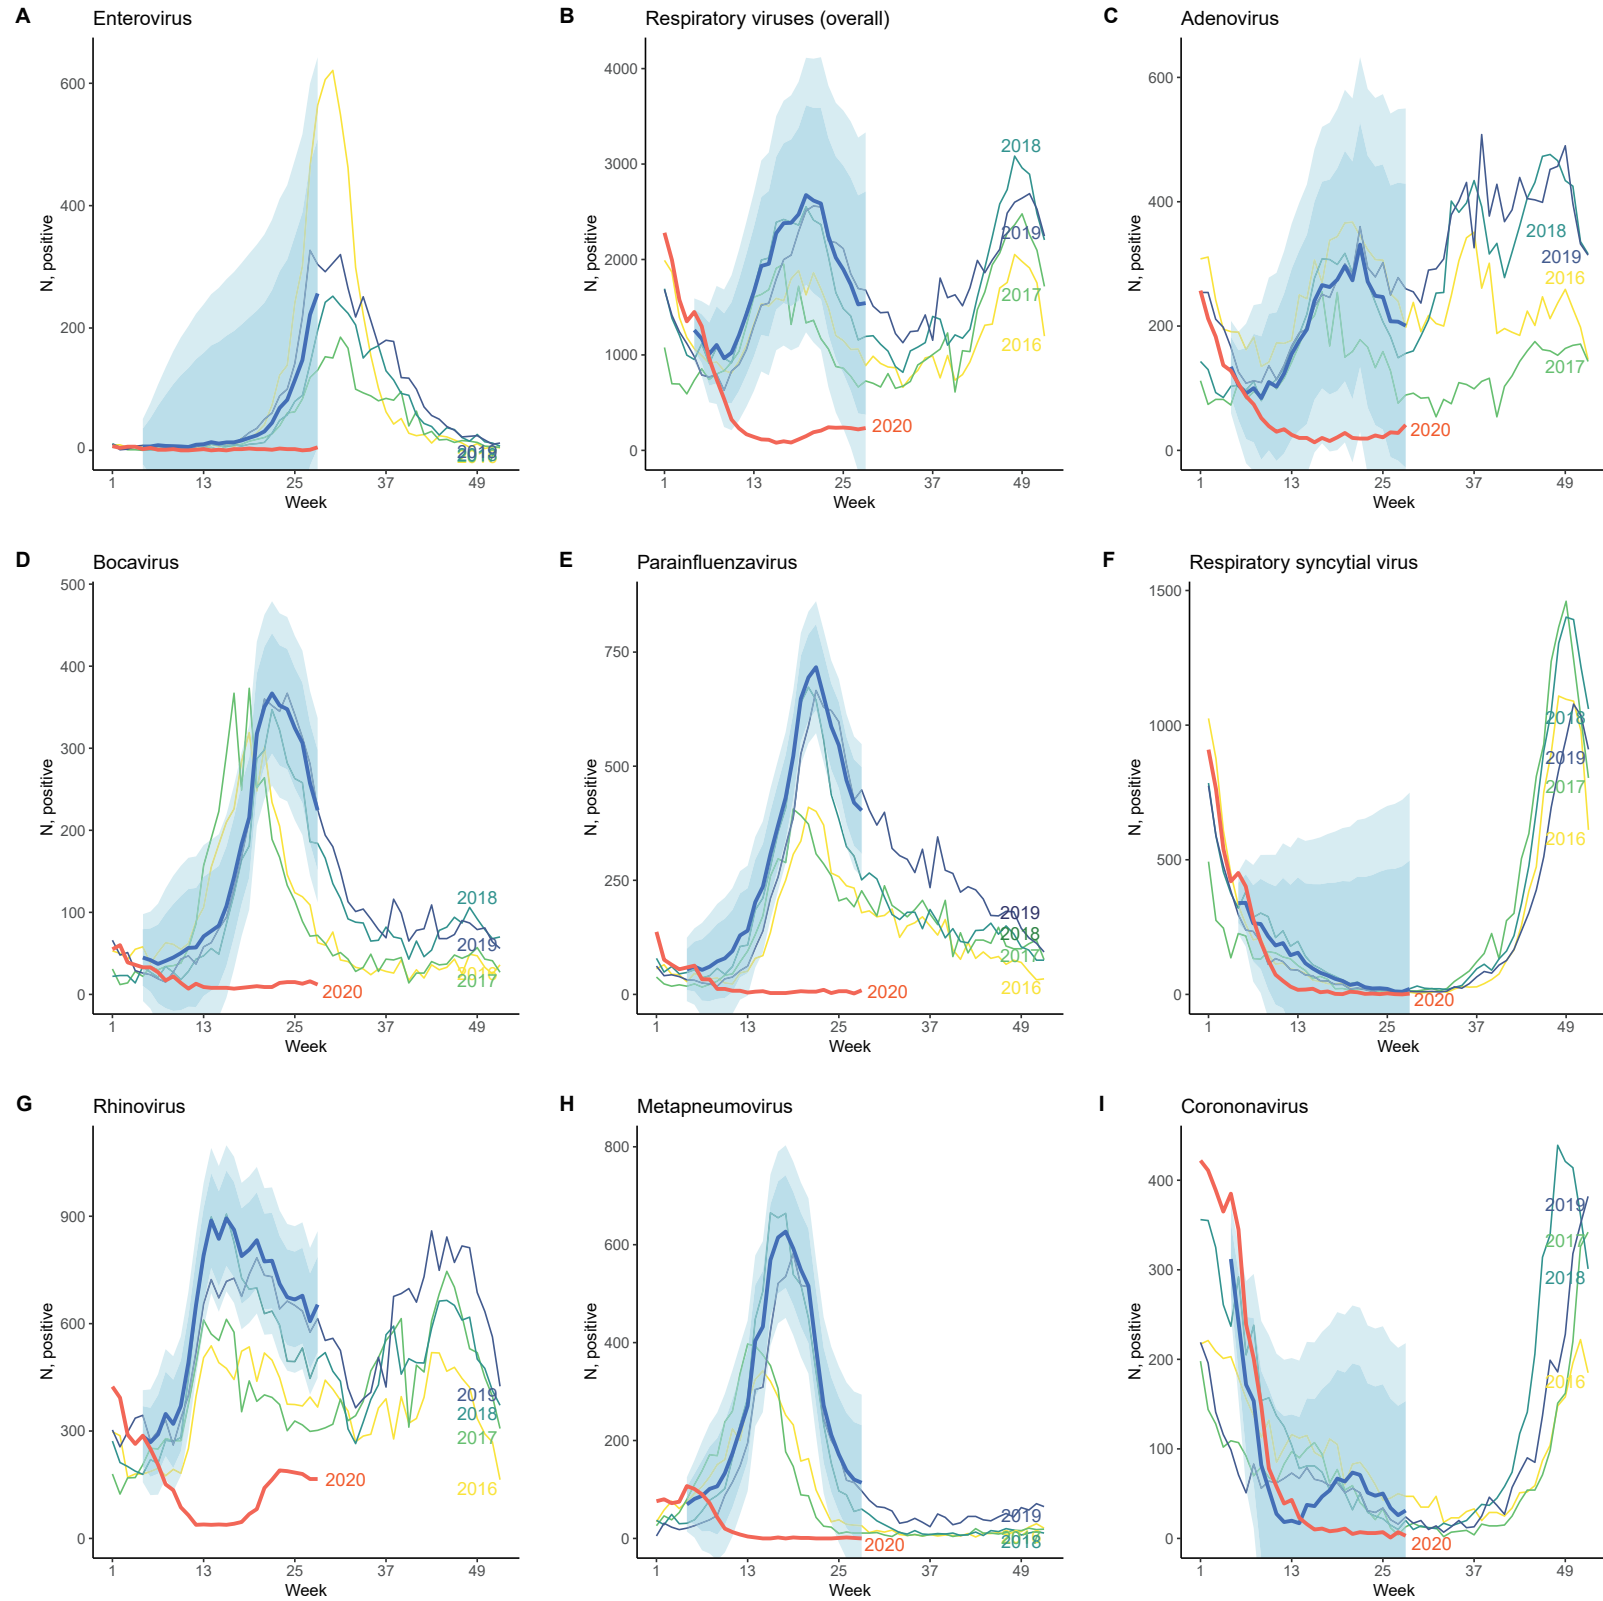 A Enterovirus
N, positive
600
400
200
0
2019
1 13 25 37 49
Week
B Respiratory viruses (overall)
N, positive
4000
3000
2000
1000
0
2018
2019
2017
2016
2020
1 13 25 37 49
Week
C Adenovirus
N, positive
600
400
200
0
2018
2019
2016
2017
2020
1 13 25 37 49
Week
D Bocavirus
N, positive
500
400
300
200
100
0
2018
2019
2017
2020
1 13 25 37 49
Week
E Parainfluenzavirus
N, positive
750
500
250
0
2019
2018
2017
2016
2020
1 13 25 37 49
Week
F Respiratory syncytial virus
N, positive
1500
1000
500
0
2018
2019
2017
2016
2020
1 13 25 37 49
Week
G Rhinovirus
N, positive
900
600
300
0
2019
2018
2017
2016
2020
1 13 25 37 49
Week
H Metapneumovirus
N, positive
800
600
400
200
0
2019
2018
2020
1 13 25 37 49
Week
I Corononavirus
N, positive
400
300
200
100
0
2019
2017
2018
2016
2020
1 13 25 37 49
Week